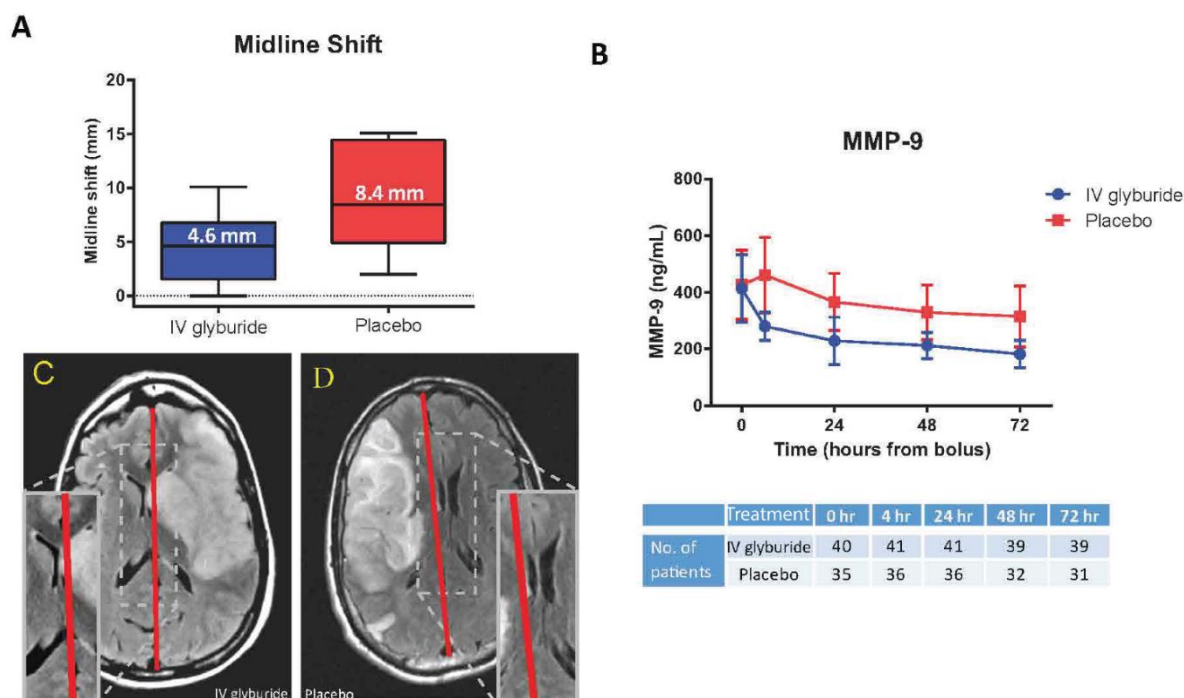 A
Midline Shift
Midline shift (mm)
20
15
10
5
0
4.6 mm
8.4 mm
IV glyburide
Placebo
B
MMP-9
MMP-9 (ng/mL)
800
600
400
200
0
0
24
48
72
Time (hours from bolus)
IV glyburide
Placebo
C
IV glyburide
D
Placebo
Treatment 0 hr 4 hr 24 hr 48 hr 72 hr
No. of patients
IV glyburide 40 41 41 39 39
Placebo 35 36 36 32 31